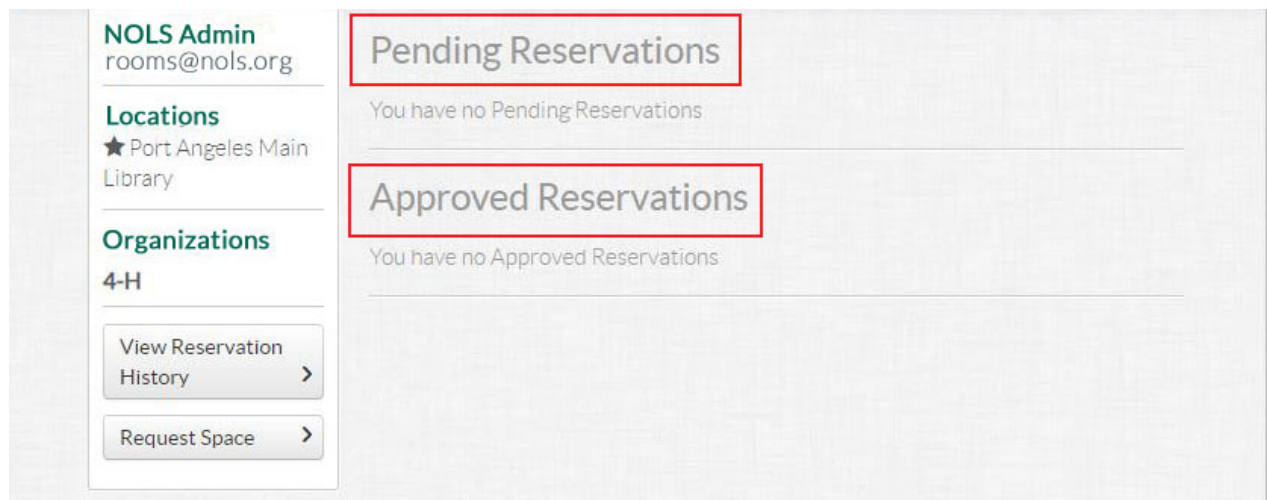 NOLS Admin
rooms@nols.org
Locations
★ Port Angeles Main
Library
Organizations
4-H
View Reservation
History
Request Space
Pending Reservations
You have no Pending Reservations
Approved Reservations
You have no Approved Reservations